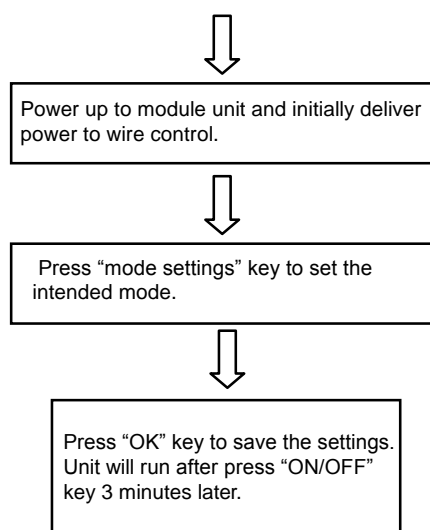 Power up to module unit and initially deliver
power to wire control.
Press “mode settings” key to set the
intended mode.
Press “OK” key to save the settings.
Unit will run after press “ON/OFF”
key 3 minutes later.